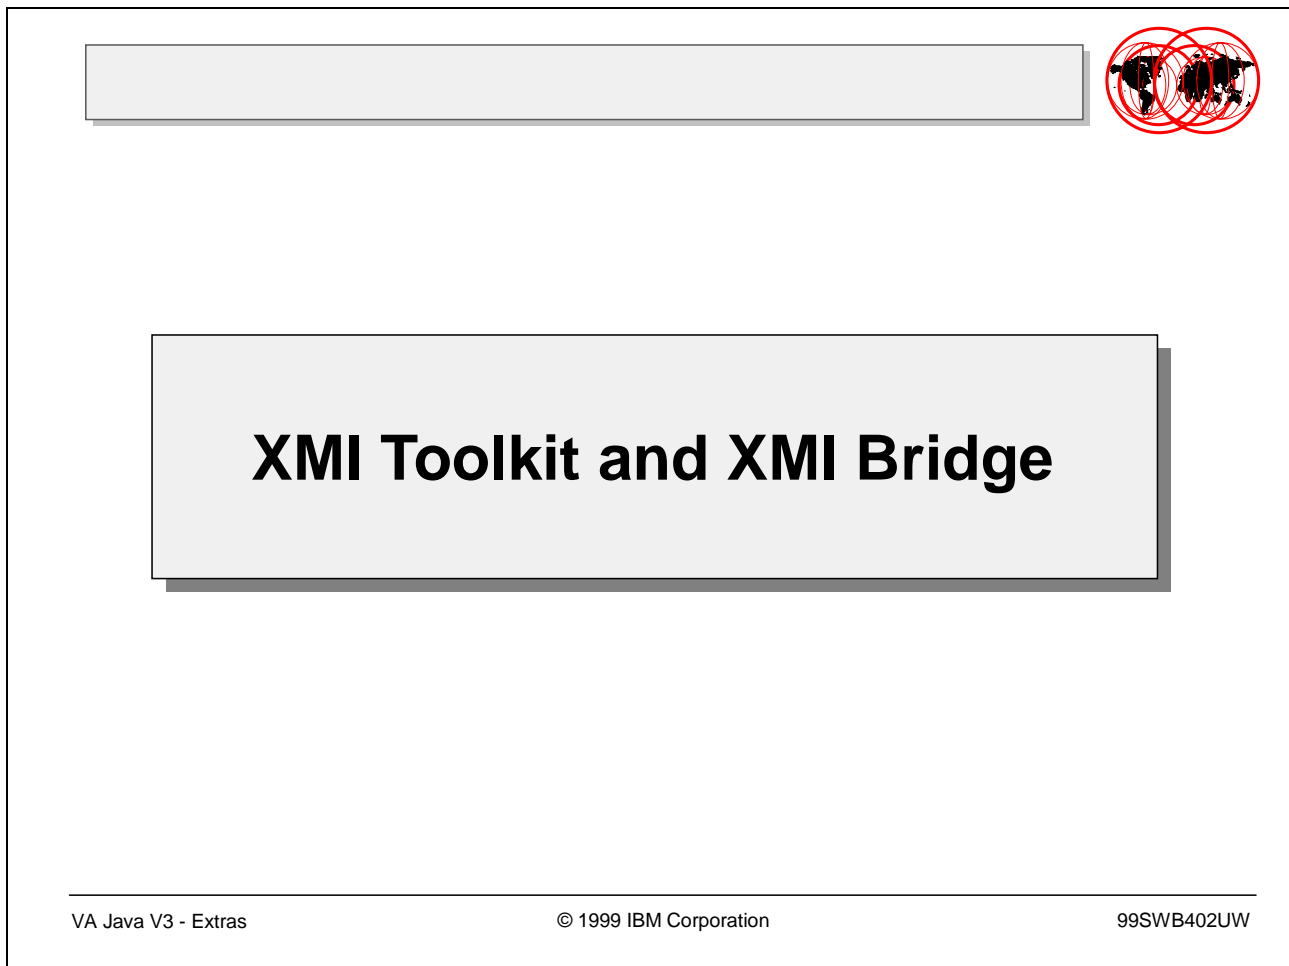 XMI Toolkit and XMI Bridge
VA Java V3 - Extras
© 1999 IBM Corporation
99SWB402UW